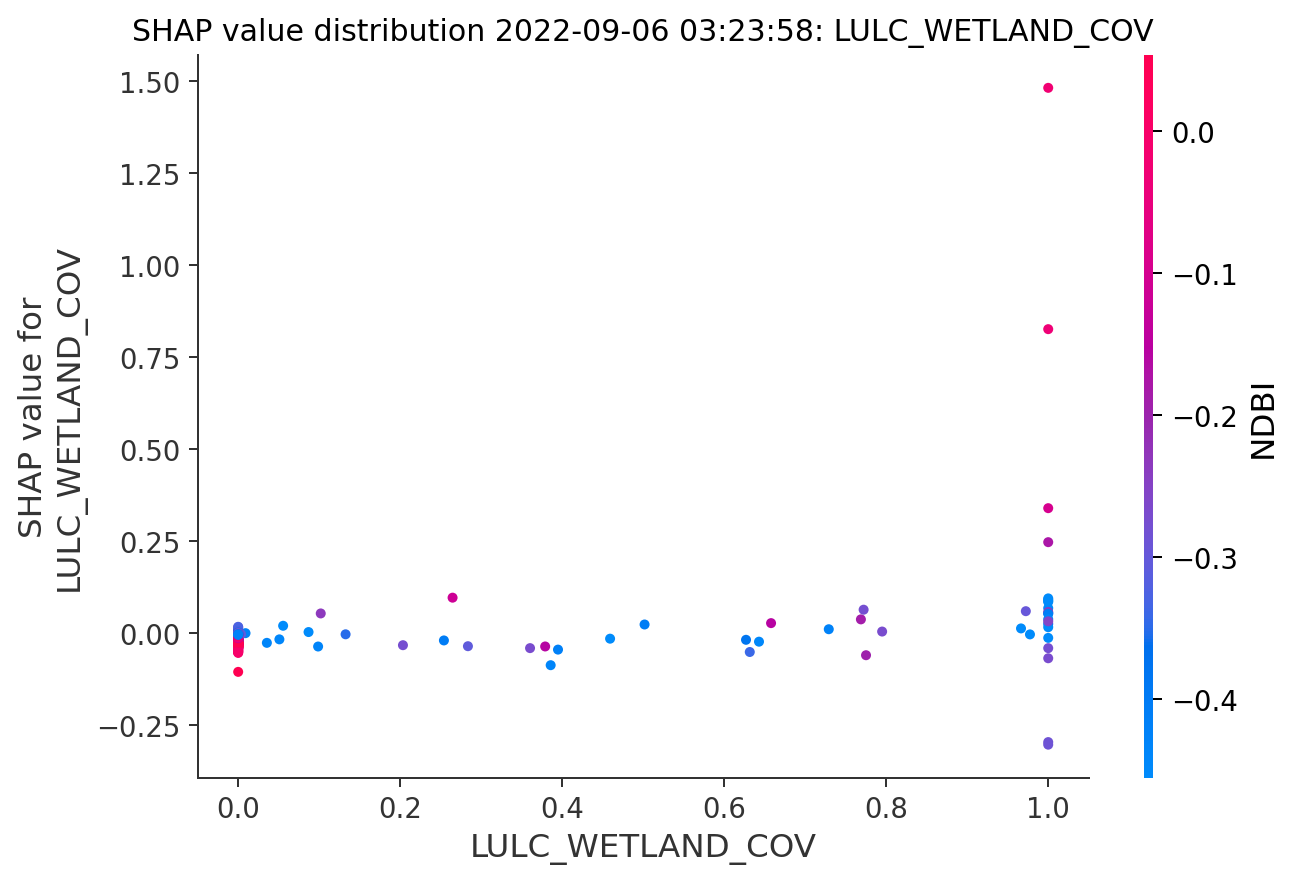 SHAP value distribution 2022-09-06 03:23:58: LULC_WETLAND_COV
SHAP value for
LULC_WETLAND_COV
1.50
1.25
1.00
0.75
0.50
0.25
0.00
−0.25
0.0 0.2 0.4 0.6 0.8 1.0
LULC_WETLAND_COV
0.0
−0.1
−0.2
−0.3
−0.4
NDBI